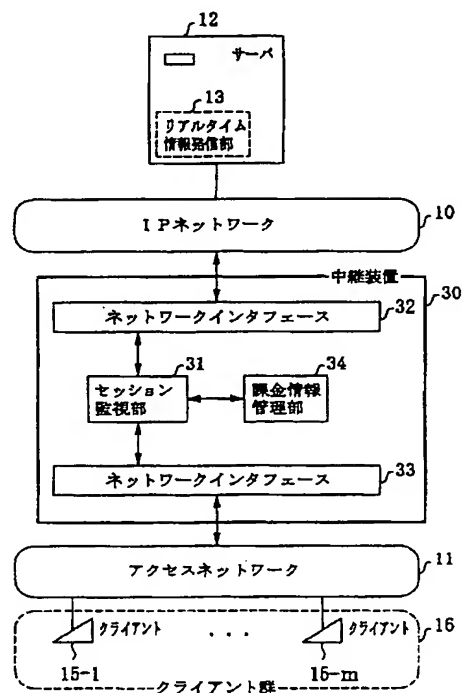 12
サーバ
13
リアルタイム
情報発信部
10
IPネットワーク
中継装置
30
ネットワークインタフェース
32
31
セッション
監視部
34
課金情報
管理部
ネットワークインタフェース
33
アクセスネットワーク
11
クライアント
・・・
クライアント
16
15-1
15-m
クライアント群